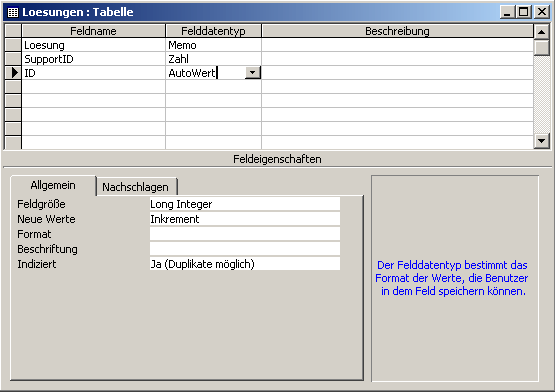 Loesungen : Tabelle
Feldname Felddatentyp Beschreibung
Loesung Memo
SupportID Zahl
ID AutoWert
Feldeigenschaften
Allgemein Nachschlagen
Feldgröße Long Integer
Neue Werte Inkrement
Format
Beschriftung
Indiziert Ja (Duplikate möglich)
Der Felddatentyp bestimmt das
Format der Werte, die Benutzer
in dem Feld speichern können.